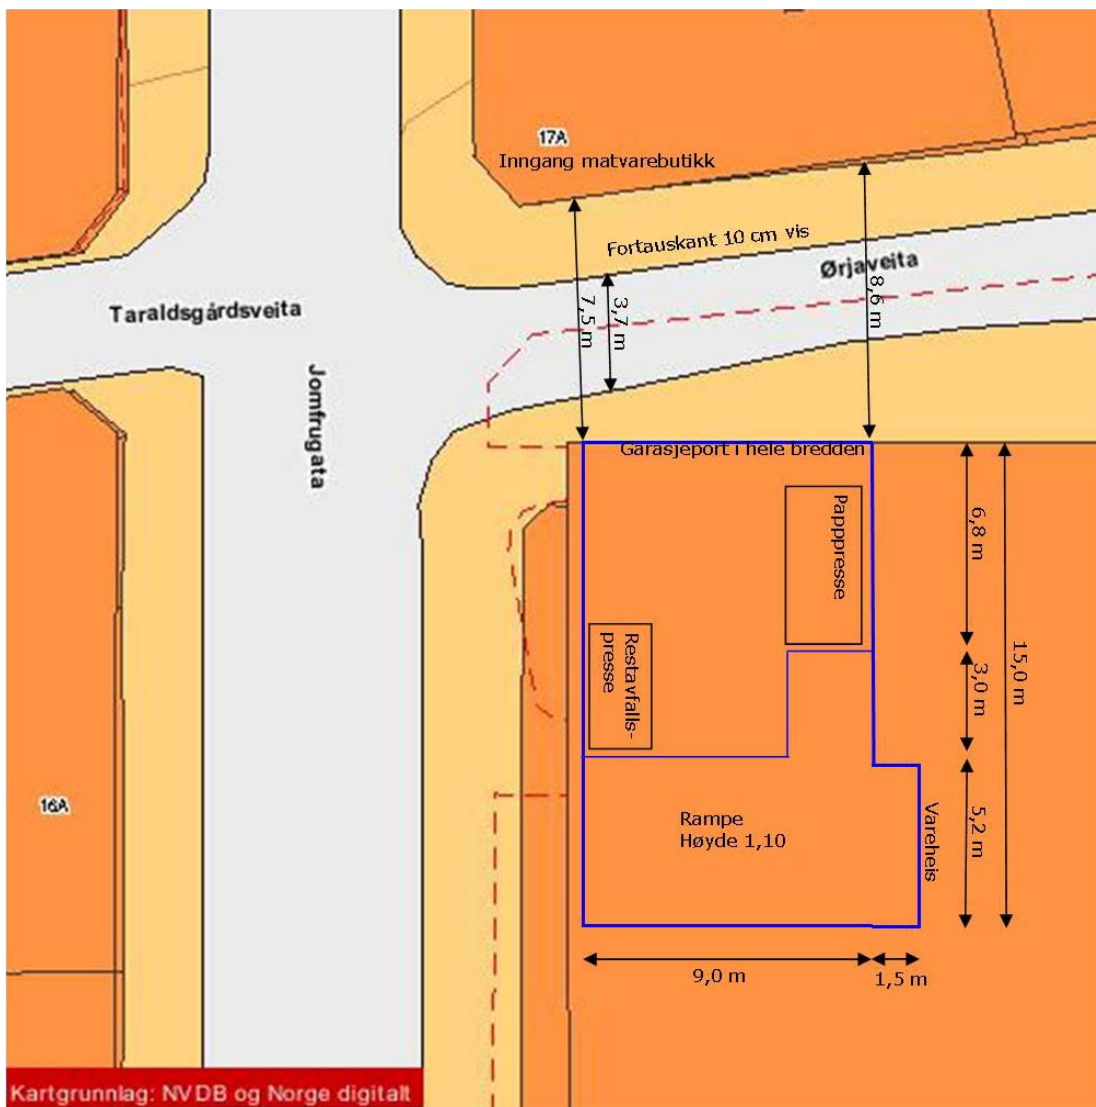 17A
Inngang matvarebutikk
Fortauskant 10 cm vis
Ørjaveita
Taraldsgårdsveita
7,5 m
3,7 m
8,6 m
Jomfrugata
Garasjeport i hele bredden
Papppresse
6,8 m
Restavfalls-
presse
3,0 m
15,0 m
16A
Rampe
Høyde 1,10
Vareheis
5,2 m
9,0 m
1,5 m
Kartgrunnlag: NVDB og Norge digitalt